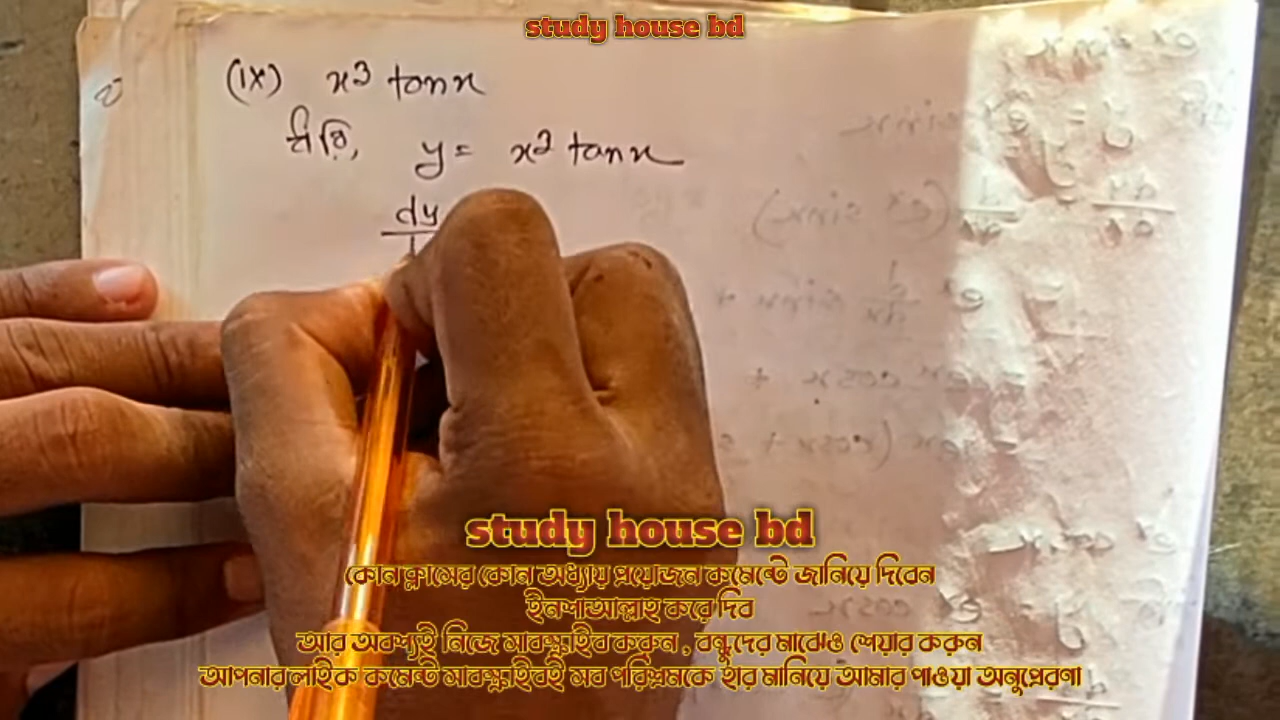 study house bd
(ix) x³ tanx
ধরি, y = x³ tanx
dy
study house bd
কোন ক্লাসের কোন অধ্যায় প্রয়োজন কমেন্টে জানিয়ে দিবেন
ইনশাআল্লাহ করে দিব
আর অবশ্যই নিজে সাবস্ক্রাইব করুন , বন্ধুদের মাঝেও শেয়ার করুন
আপনার লাইক কমেন্ট সাবস্ক্রাইবই সব পরিশ্রমকে হার মানিয়ে আমার পাওয়া অনুপ্রেরণা